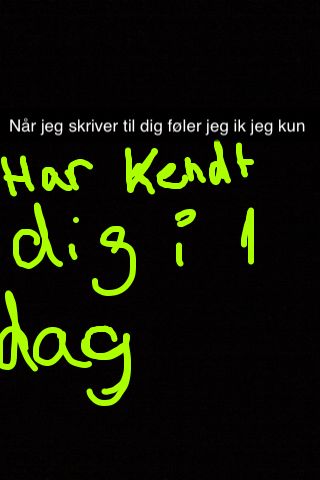 Når jeg skriver til dig føler jeg ik jeg kun
Har kendt
dig i 1
dag